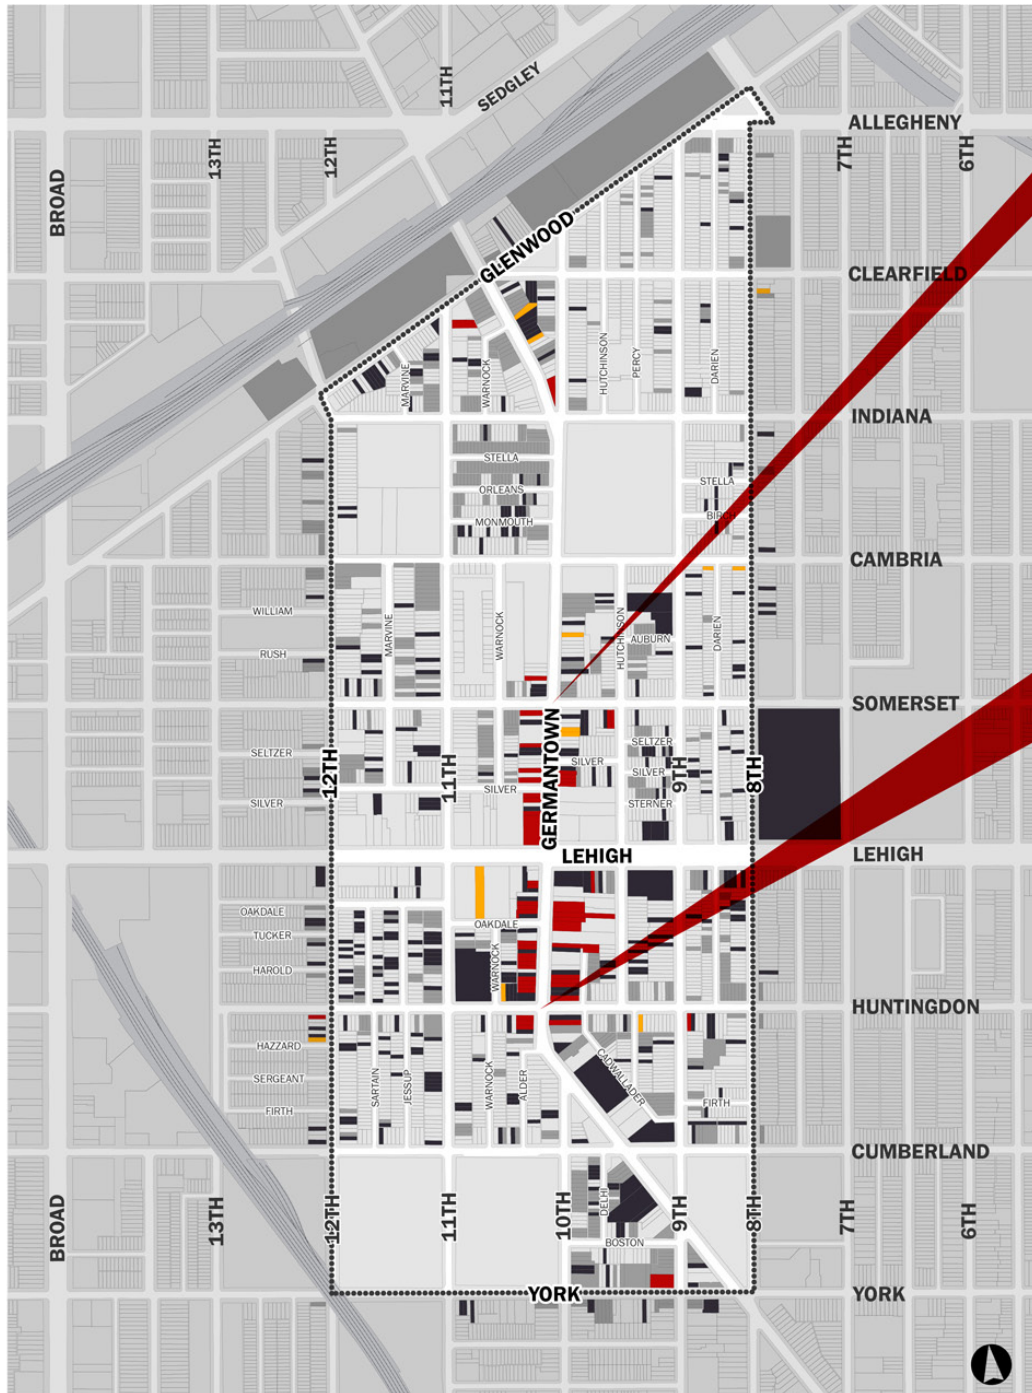 11TH
SEDGLEY
ALLEGHENY
13TH
12TH
7TH
6TH
BROAD
GLENWOOD
CLEARFIELD
MARVINE
WARNOCK
HUTCHINSON
PERCY
DARIEN
INDIANA
STELLA
ORLEANS
MONMOUTH
STELLA
BIRCH
CAMBRIA
WILLIAM
RUSH
MARVINE
WARNOCK
HUTCHINSON
AUBURN
DARIEN
SOMERSET
SELTZER
SILVER
12TH
11TH
SILVER
GERMANTOWN
SILVER
SELTZER
SILVER
STERNER
9TH
8TH
LEHIGH
LEHIGH
OAKDALE
TUCKER
HAROLD
OAKDALE
WARNOCK
HUNTINGDON
HAZZARD
SERGEANT
FIRTH
SARTAIN
JESSUP
WARNOCK
ALDER
CADWALLADER
FIRTH
CUMBERLAND
BROAD
13TH
12TH
11TH
10TH
DELHI
9TH
8TH
7TH
6TH
BOSTON
YORK
YORK